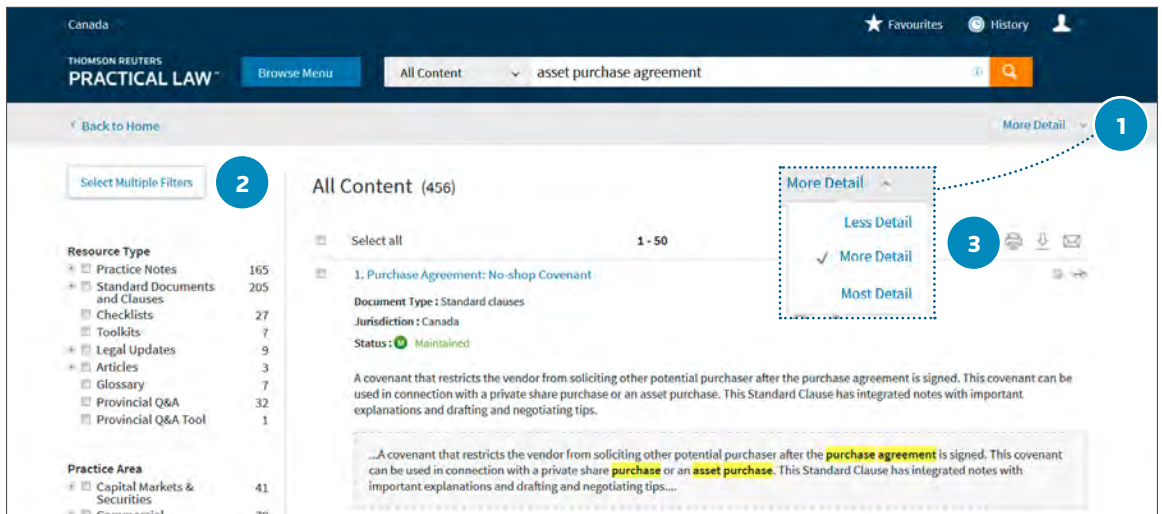 Canada
Favourites
History
THOMSON REUTERS
PRACTICAL LAW
Browse Menu
All Content
asset purchase agreement
Back to Home
More Detail
1
Select Multiple Filters
2
All Content (456)
More Detail
Less Detail
More Detail
Most Detail
3
Select all
1 - 50
Resource Type
Practice Notes 165
Standard Documents 205
and Clauses
Checklists 27
Toolkits 7
Legal Updates 9
Articles 3
Glossary 7
Provincial Q&A 32
Provincial Q&A Tool 1
Practice Area
Capital Markets & 41
Securities
1. Purchase Agreement: No-shop Covenant
Document Type : Standard clauses
Jurisdiction : Canada
Status : M Maintained
A covenant that restricts the vendor from soliciting other potential purchaser after the purchase agreement is signed. This covenant can be
used in connection with a private share purchase or an asset purchase. This Standard Clause has integrated notes with important
explanations and drafting and negotiating tips.
...A covenant that restricts the vendor from soliciting other potential purchaser after the purchase agreement is signed. This covenant
can be used in connection with a private share purchase or an asset purchase. This Standard Clause has integrated notes with
important explanations and drafting and negotiating tips....